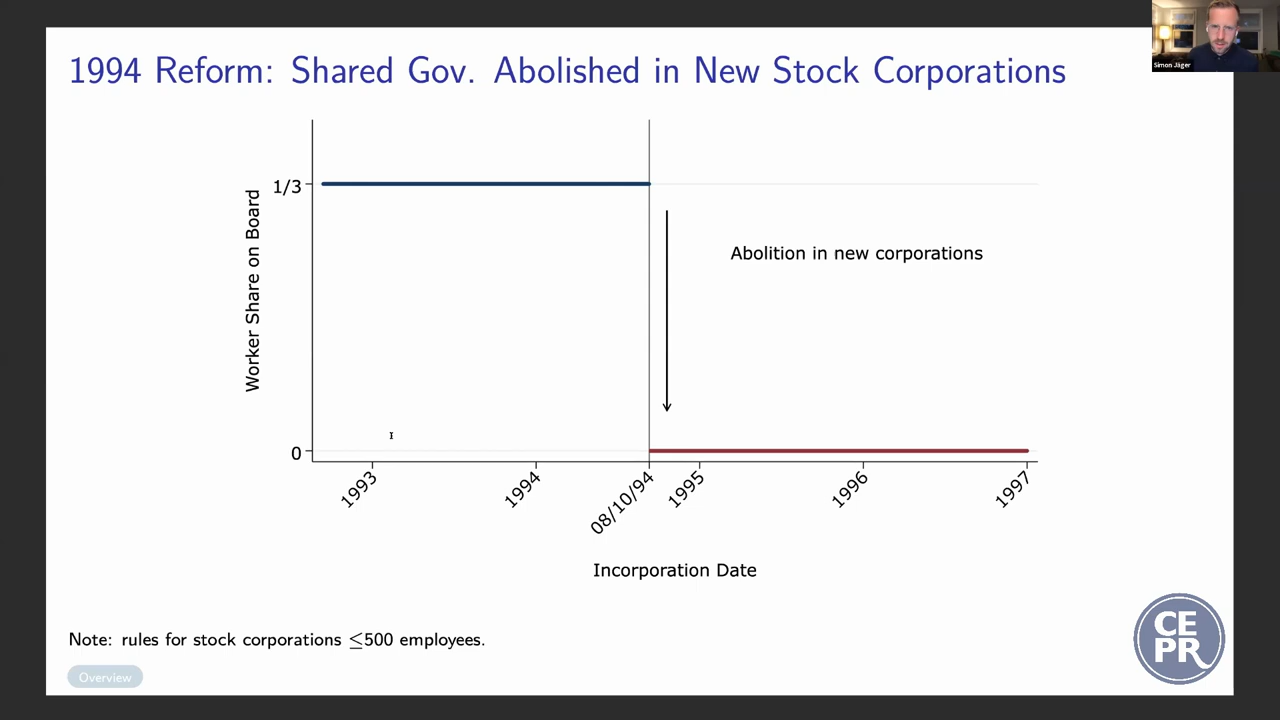 1994 Reform: Shared Gov. Abolished in New Stock Corporations
Simon Jäger
Worker Share on Board
1/3
0
Abolition in new corporations
1993
1994
08/10/94
1995
1996
1997
Incorporation Date
Note: rules for stock corporations ≤500 employees.
Overview
CE
PR